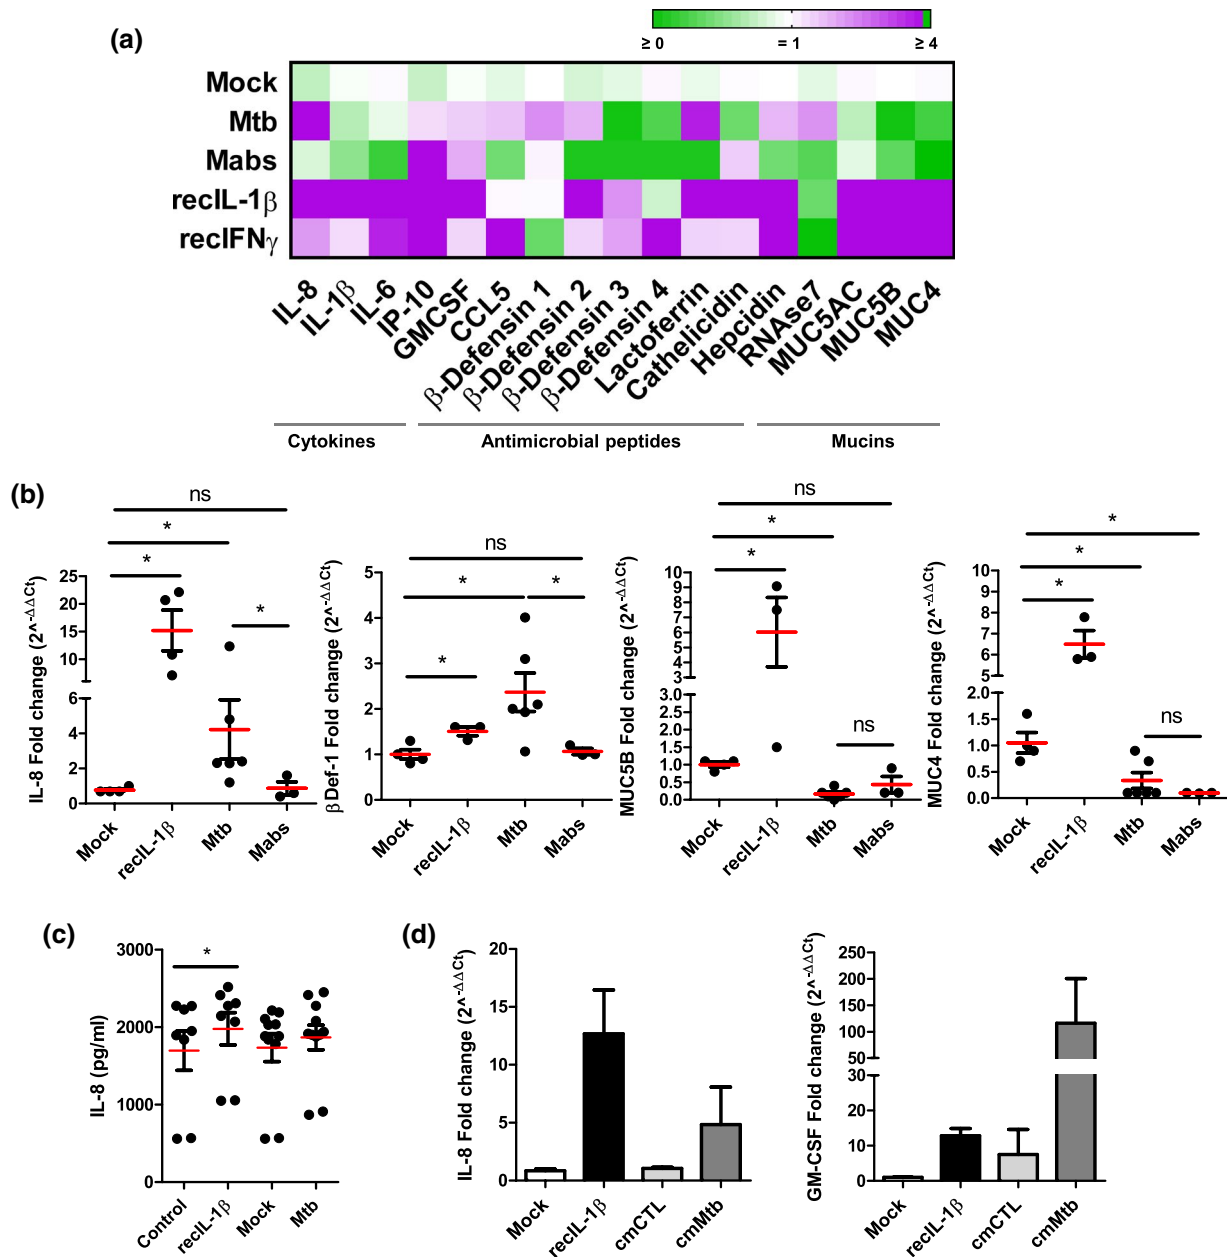 (a)
≥ 0 = 1 ≥ 4
Mock
Mtb
Mabs
recIL-1β
recIFNγ
IL-8 IL-1β IL-6 IP-10 GMCSF CCL5 β-Defensin 1 β-Defensin 2 β-Defensin 3 β-Defensin 4 Lactoferrin Cathelicidin Hepcidin RNAse7 MUC5AC MUC5B MUC4
Cytokines Antimicrobial peptides Mucins
(b)
IL-8 Fold change (2^-ΔΔCt)
25
20
15
10
6
4
2
0
ns
*
*
*
Mock recIL-1β Mtb Mabs
β Def-1 Fold change (2^-ΔΔCt)
5
4
3
2
1
0
ns
*
*
*
Mock recIL-1β Mtb Mabs
MUC5B Fold change (2^-ΔΔCt)
10
9
8
7
6
5
4
3
3.0
2.5
2.0
1.5
1.0
0.5
0.0
ns
*
*
ns
Mock recIL-1β Mtb Mabs
MUC4 Fold change (2^-ΔΔCt)
10
9
8
7
6
5
2.0
1.5
1.0
0.5
0.0
*
*
*
ns
Mock recIL-1β Mtb Mabs
(c)
IL-8 (pg/ml)
3000
2000
1000
0
*
Control recIL-1β Mock Mtb
(d)
IL-8 Fold change (2^-ΔΔCt)
20
15
10
5
0
Mock recIL-1β cmCTL cmMtb
GM-CSF Fold change (2^-ΔΔCt)
250
200
150
100
50
30
20
10
0
Mock recIL-1β cmCTL cmMtb